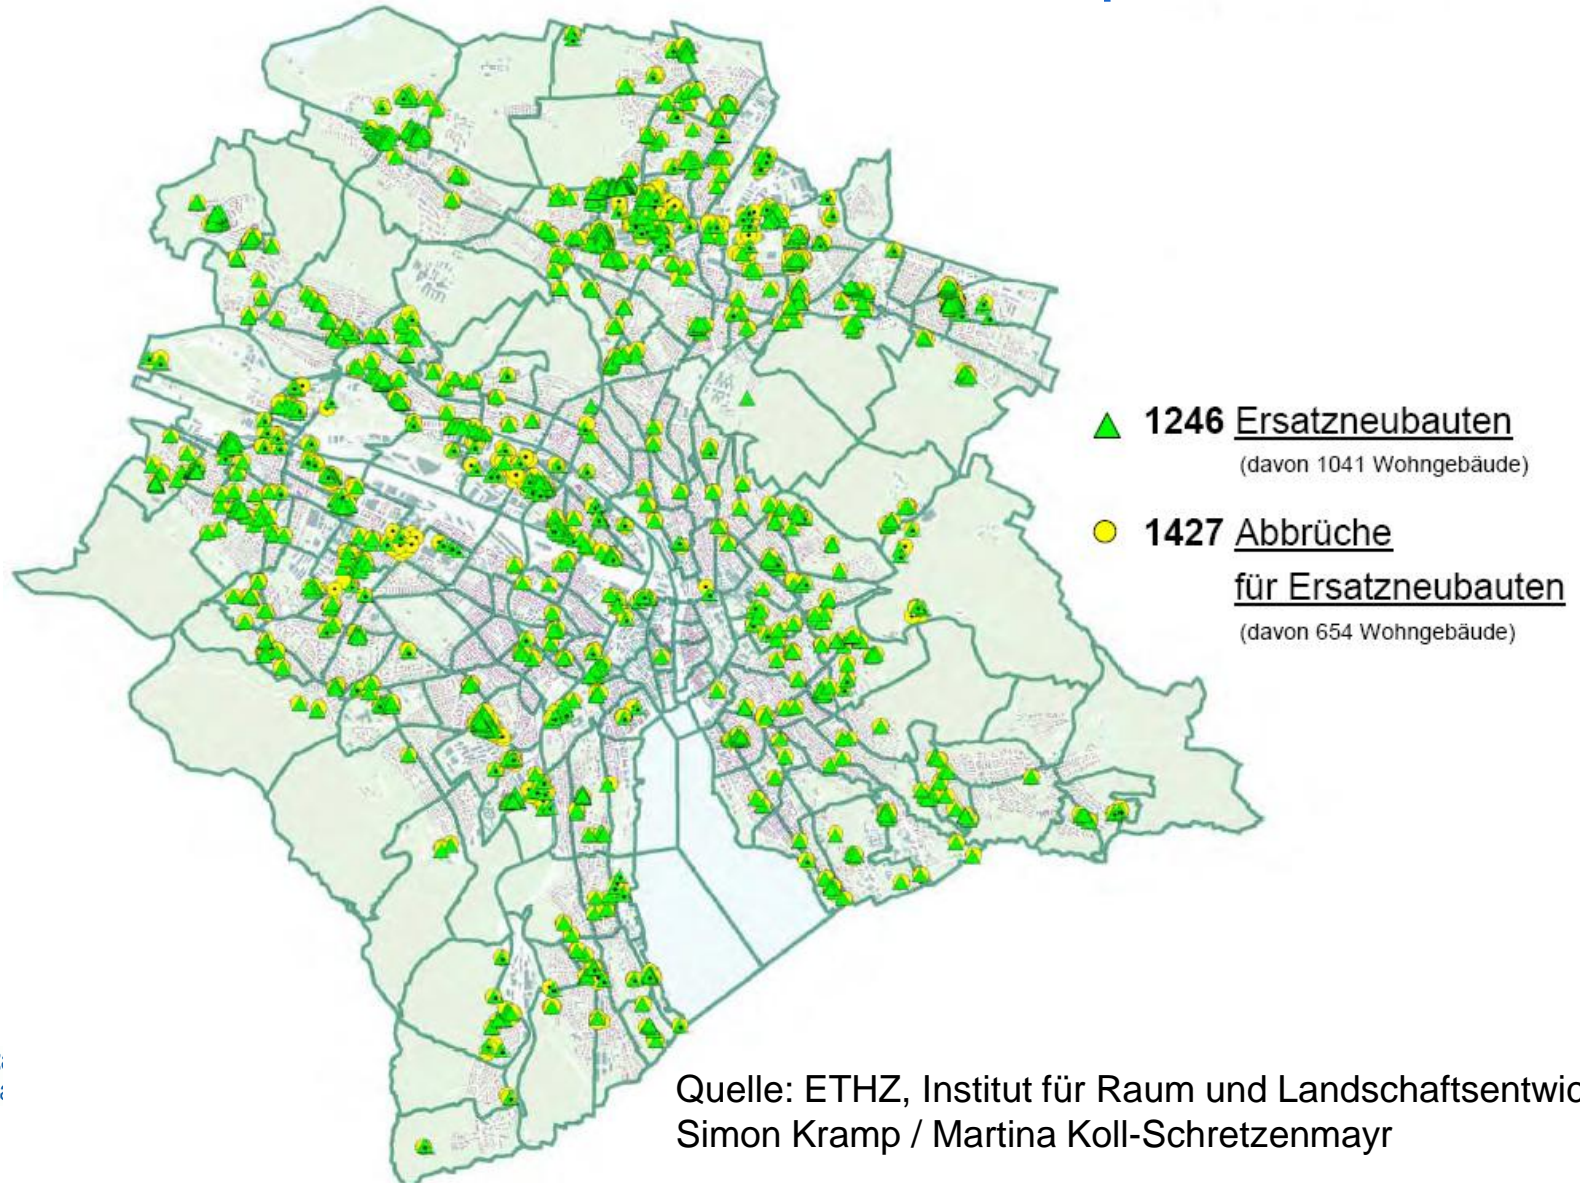 1246 Ersatzneubauten
(davon 1041 Wohngebäude)
1427 Abbrüche
für Ersatzneubauten
(davon 654 Wohngebäude)
Quelle: ETHZ, Institut für Raum und Landschaftsentwic
Simon Kramp / Martina Koll-Schretzenmayr